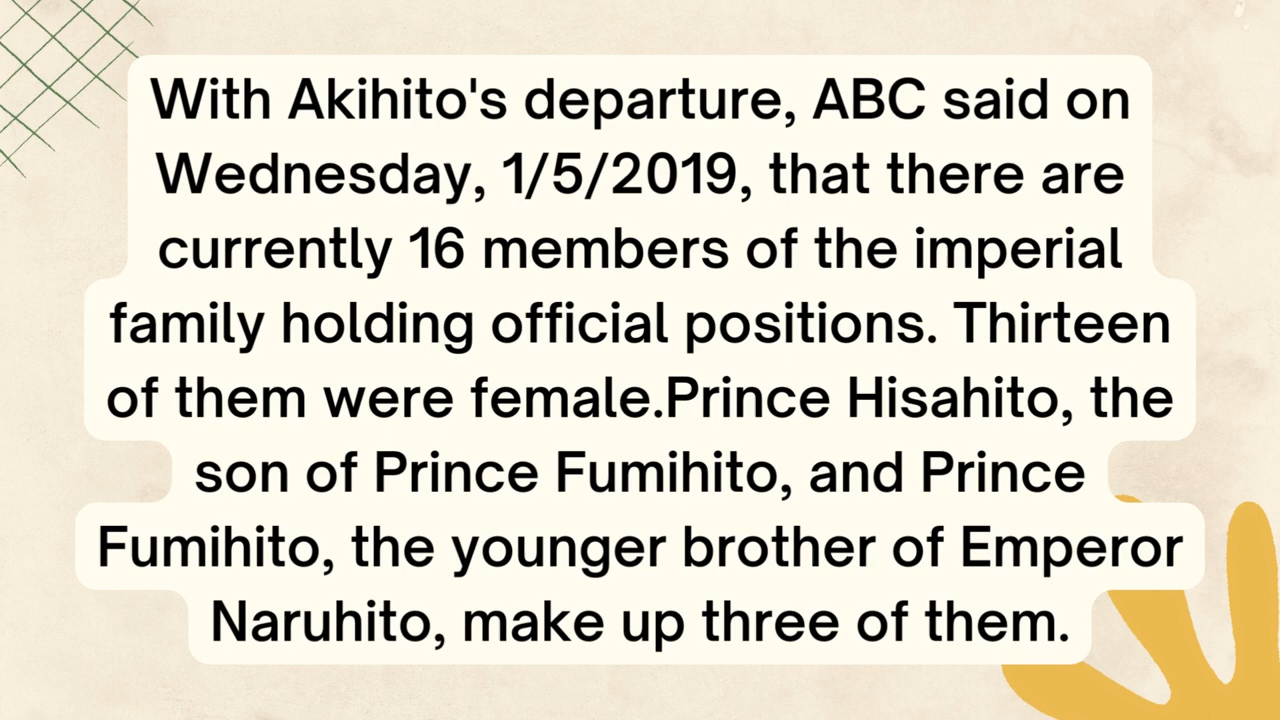 With Akihito's departure, ABC said on
Wednesday, 1/5/2019, that there are
currently 16 members of the imperial
family holding official positions. Thirteen
of them were female.Prince Hisahito, the
son of Prince Fumihito, and Prince
Fumihito, the younger brother of Emperor
Naruhito, make up three of them.